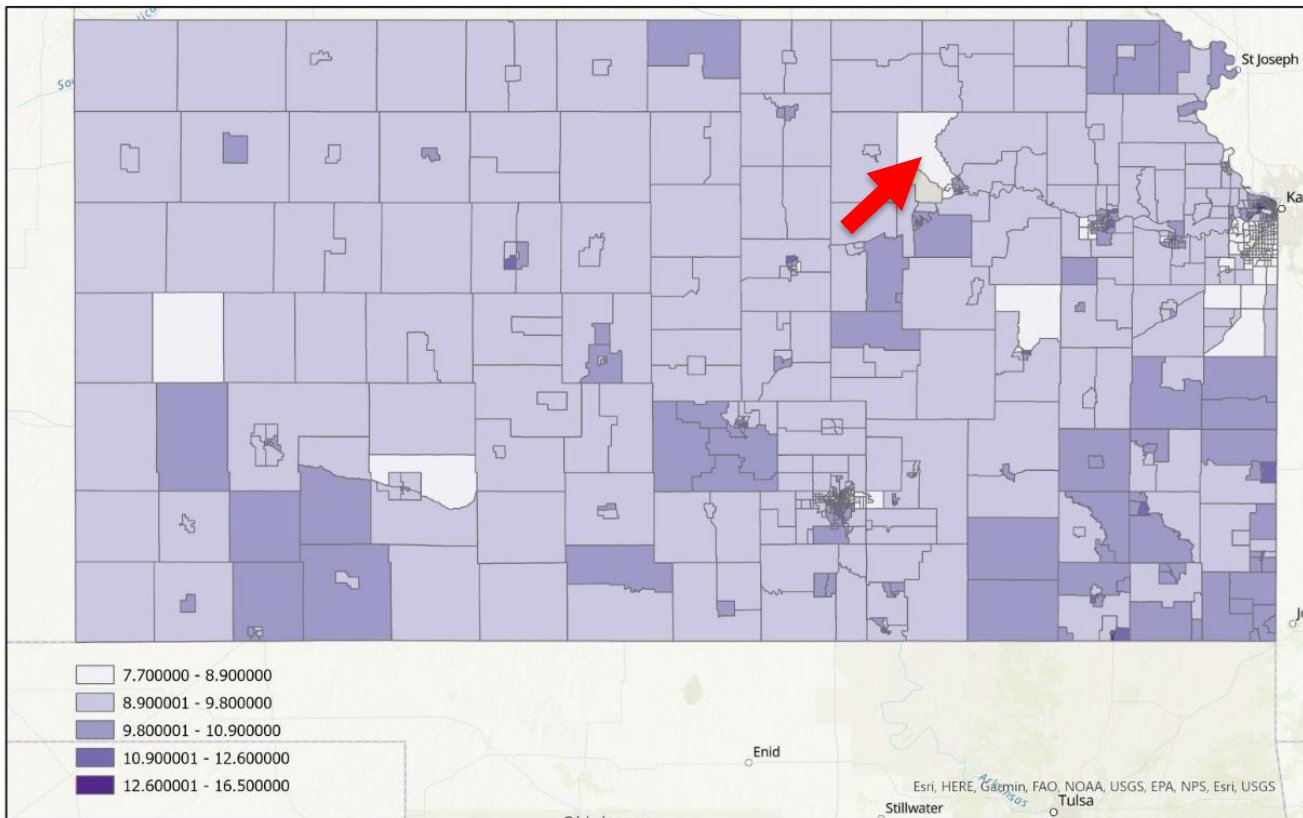 St Joseph
Ka
7.700000 - 8.900000
8.900001 - 9.800000
9.800001 - 10.900000
10.900001 - 12.600000
12.600001 - 16.500000
Enid
Arkansas
Tulsa
Stillwater
Esri, HERE, Garmin, FAO, NOAA, USGS, EPA, NPS, Esri, USGS